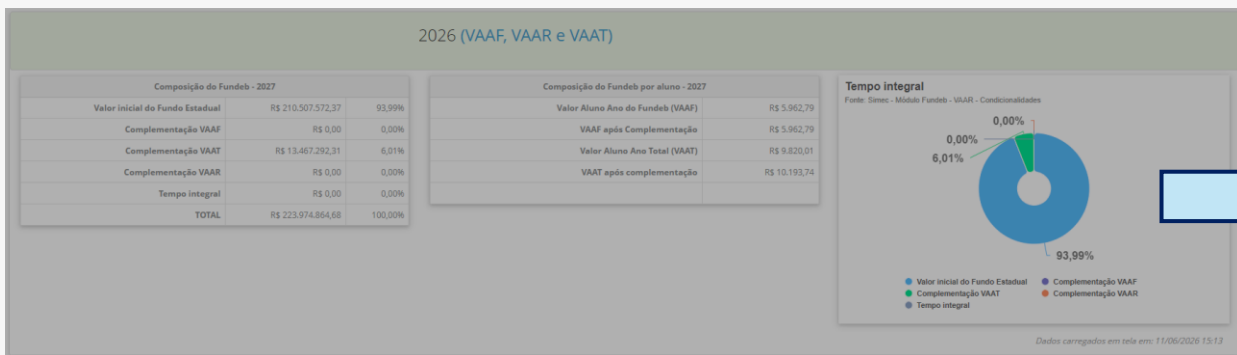 2026 (VAAF, VAAR e VAAT)
Composição do Fundeb - 2027
Valor inicial do Fundo Estadual R$ 210.507.572,37 93,99%
Complementação VAAF R$ 0,00 0,00%
Complementação VAAT R$ 13.467.292,31 6,01%
Complementação VAAR R$ 0,00 0,00%
Tempo integral R$ 0,00 0,00%
TOTAL R$ 223.974.864,68 100,00%
Composição do Fundeb por aluno - 2027
Valor Aluno Ano do Fundeb (VAAF) R$ 5.962,79
VAAF após Complementação R$ 5.962,79
Valor Aluno Ano Total (VAAT) R$ 9.820,01
VAAT após complementação R$ 10.193,74
Tempo integral
Fonte: Simec - Módulo Fundeb - VAAR - Condicionalidades
0,00%
0,00%
6,01%
93,99%
Valor inicial do Fundo Estadual Complementação VAAF
Complementação VAAT Complementação VAAR
Tempo integral
Dados carregados em tela em: 11/06/2026 15:13